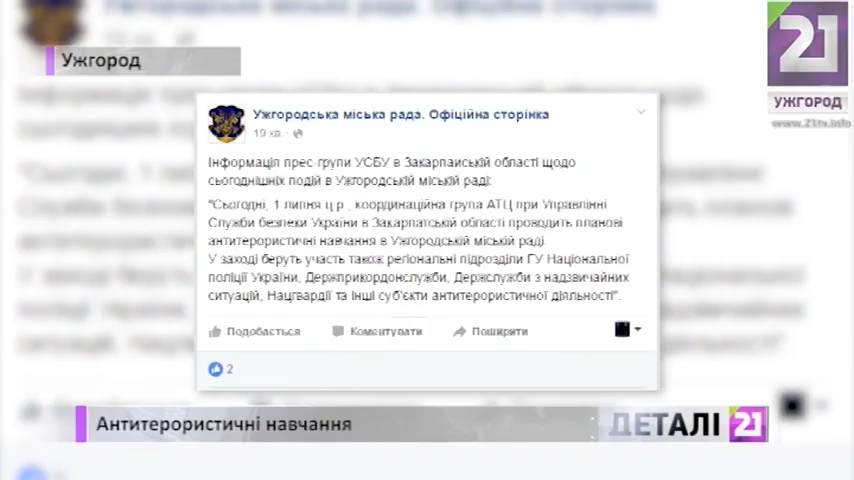 Ужгород
21
УЖГОРОД
www.21tv.info
Ужгородська міська рада. Офіційна сторінка
19 хв. ·
Інформація прес-групи УСБУ в Закарпаиській області щодо
сьогоднішніх подій в Ужгородській міській раді:
"Сьогодні, 1 липня ц.р., координаційна група АТЦ при Управлінні
Служби безпеки України в Закарпатській області проводить планові
антитерористичні навчання в Ужгородській міській раді.
У заході беруть участь також регіональні підрозділи ГУ Національної
поліції України, Держприкордонслужби, Держслужби з надзвичайних
ситуацій, Нацгвардії та інші суб'єкти антитерористичної діяльності".
Подобається Коментувати Поширити
2
Антитерористичні навчання
ДЕТАЛІ 21